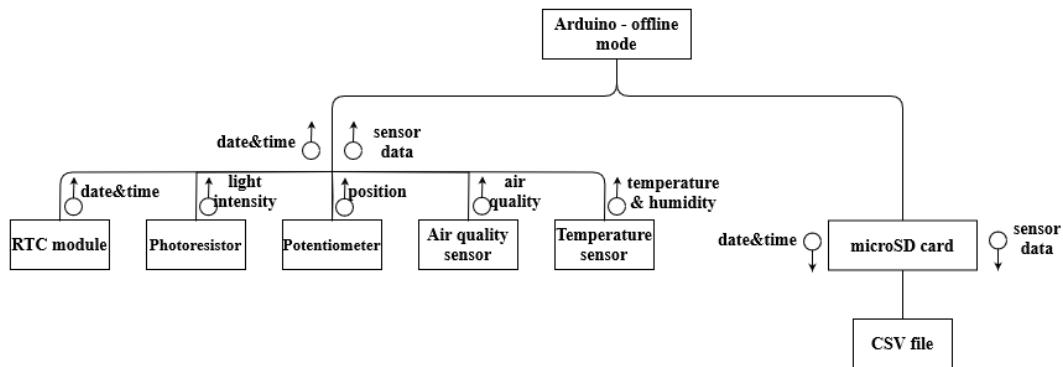 Arduino - offline
mode
date&time
sensor
data
date&time
light
intensity
position
air
quality
temperature
& humidity
RTC module
Photoresistor
Potentiometer
Air quality
sensor
Temperature
sensor
date&time
microSD card
sensor
data
CSV file